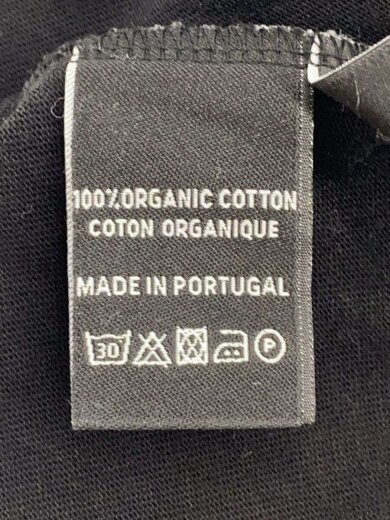 100%ORGANIC COTTON
COTON ORGANIQUE
MADE IN PORTUGAL
30 P